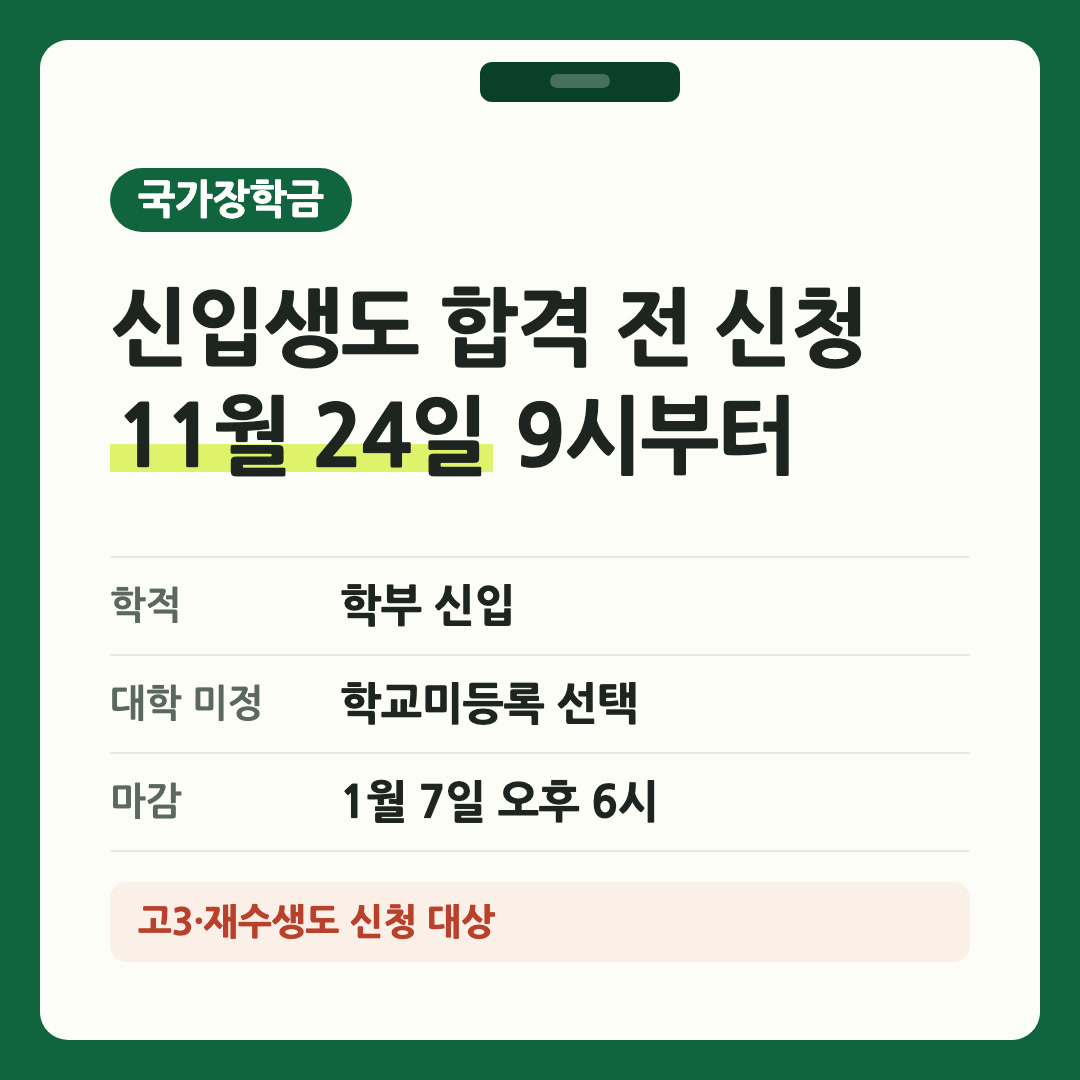 국가장학금
신입생도 합격 전 신청
11월 24일 9시부터
학적 학부 신입
대학 미정 학교미등록 선택
마감 1월 7일 오후 6시
고3·재수생도 신청 대상